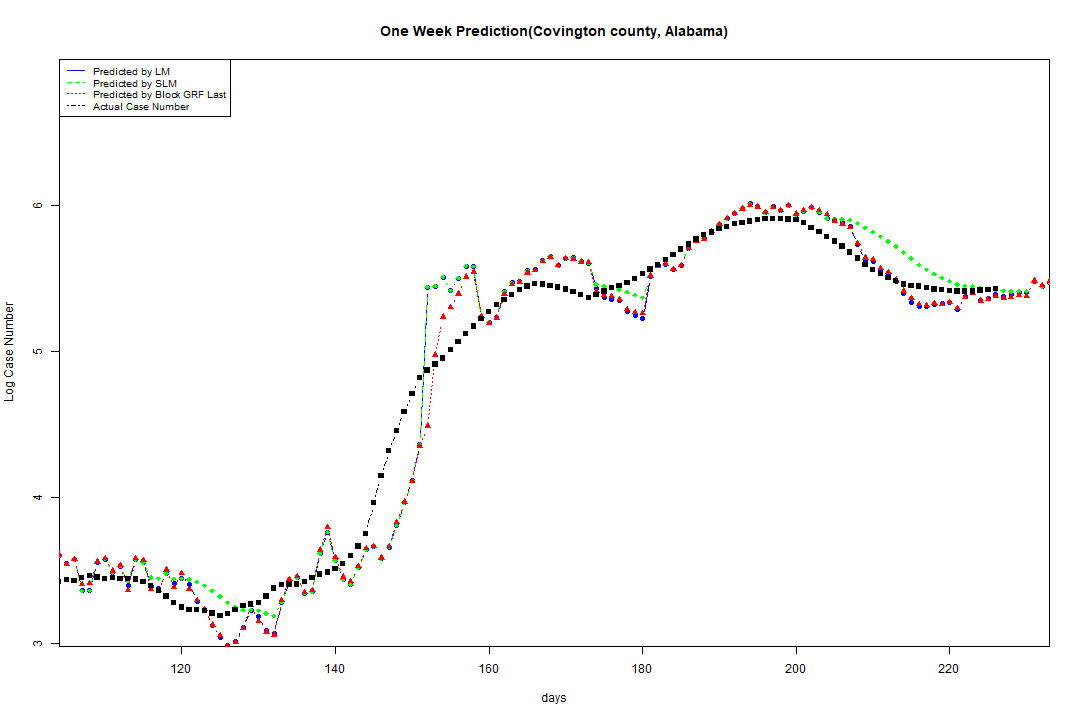 One Week Prediction(Covington county, Alabama)
Predicted by LM
Predicted by SLM
Predicted by Block GRF Last
Actual Case Number
6
5
4
3
Log Case Number
120 140 160 180 200 220
days